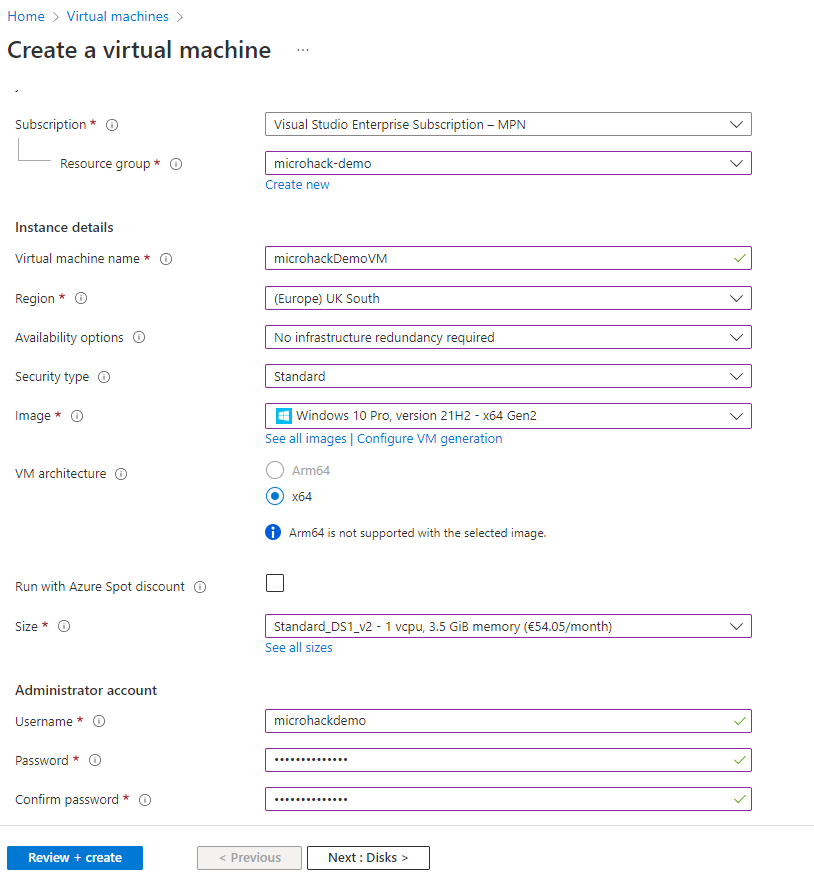 Home > Virtual machines >
Create a virtual machine ...
Subscription * Visual Studio Enterprise Subscription – MPN
Resource group * microhack-demo
Create new
Instance details
Virtual machine name * microhackDemoVM
Region * (Europe) UK South
Availability options No infrastructure redundancy required
Security type Standard
Image * Windows 10 Pro, version 21H2 - x64 Gen2
See all images | Configure VM generation
VM architecture Arm64
x64
Arm64 is not supported with the selected image.
Run with Azure Spot discount
Size * Standard_DS1_v2 - 1 vcpu, 3.5 GiB memory (€54.05/month)
See all sizes
Administrator account
Username * microhackdemo
Password * ••••••••••••••
Confirm password * ••••••••••••••
Review + create < Previous Next : Disks >